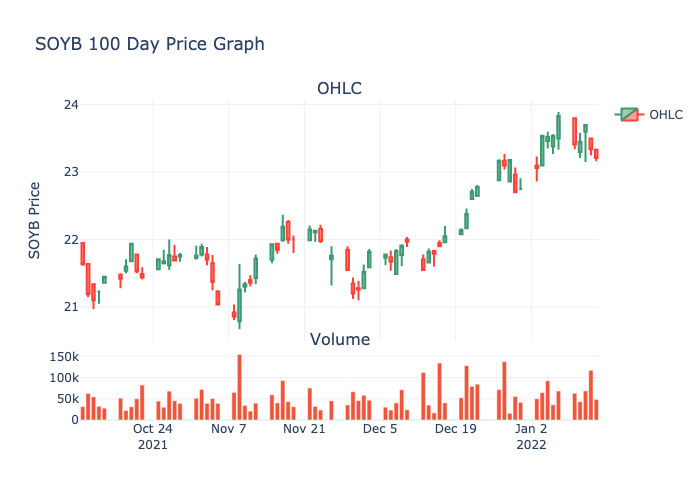 SOYB 100 Day Price Graph
OHLC
OHLC
SOYB Price
24
23
22
21
Volume
150k
100k
50k
0
Oct 24
2021
Nov 7
Nov 21
Dec 5
Dec 19
Jan 2
2022